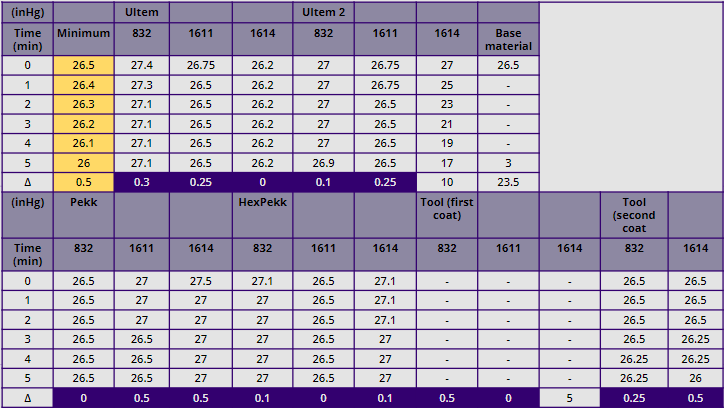 (inHg) Ultem Ultem 2
Time (min) Minimum 832 1611 1614 832 1611 1614 Base material
0 26.5 27.4 26.75 26.2 27 26.75 27 26.5
1 26.4 27.3 26.5 26.2 27 26.75 25 -
2 26.3 27.1 26.5 26.2 27 26.5 23 -
3 26.2 27.1 26.5 26.2 27 26.5 21 -
4 26.1 27.1 26.5 26.2 27 26.5 19 -
5 26 27.1 26.5 26.2 26.9 26.5 17 3
Δ 0.5 0.3 0.25 0 0.1 0.25 10 23.5
(inHg) Pekk HexPekk Tool (first coat) Tool (second coat
Time (min) 832 1611 1614 832 1611 1614 832 1611 1614 832 1614
0 26.5 27 27.5 27.1 26.5 27.1 - - - 26.5 26.5
1 26.5 27 27 27 26.5 27.1 - - - 26.5 26.5
2 26.5 27 27 27 26.5 27.1 - - - 26.5 26.5
3 26.5 26.5 27 27 26.5 27 - - - 26.5 26.25
4 26.5 26.5 27 27 26.5 27 - - - 26.25 26.25
5 26.5 26.5 27 27 26.5 27 - - - 26.25 26
Δ 0 0.5 0.5 0.1 0 0.1 0.5 0 5 0.25 0.5